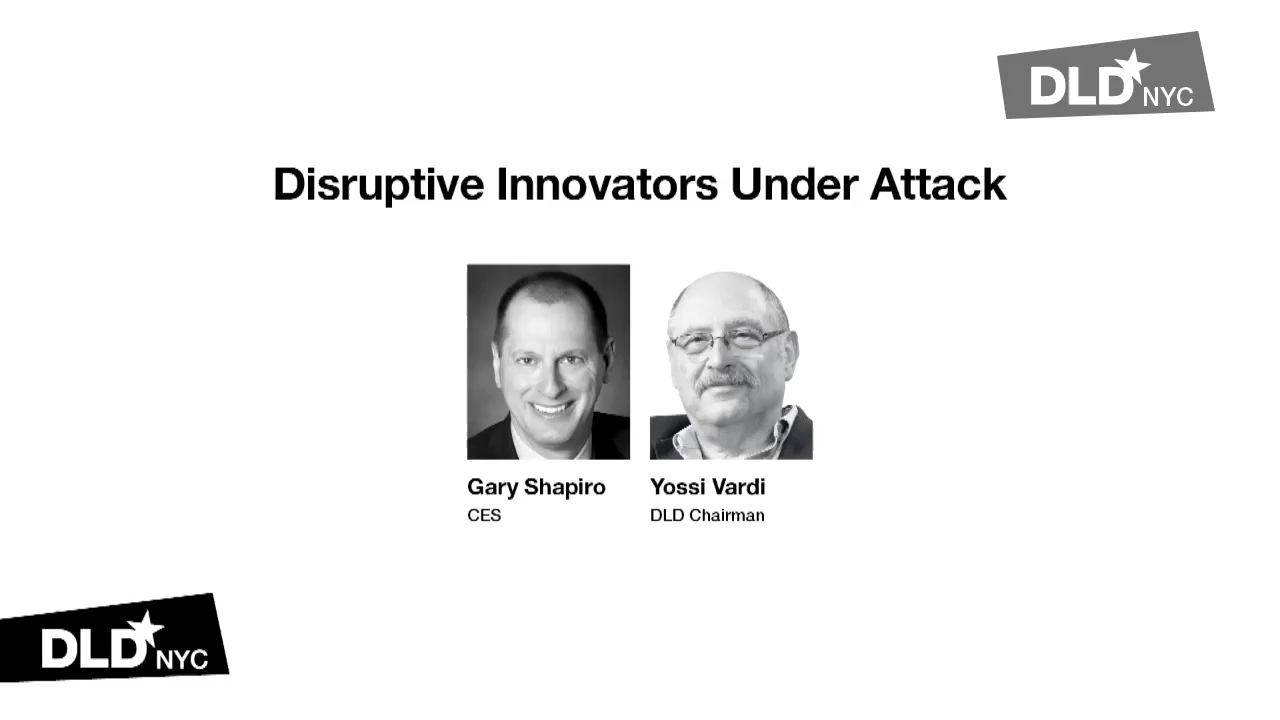 DLD NYC
Disruptive Innovators Under Attack
Gary Shapiro
CES
Yossi Vardi
DLD Chairman
DLD NYC